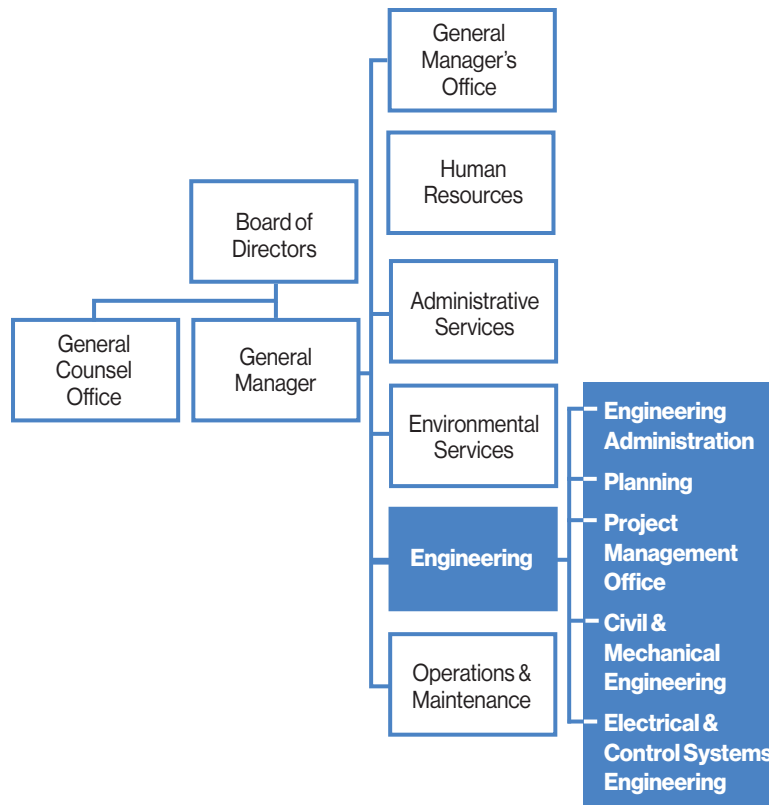 General
Manager's
Office
Human
Resources
Board of
Directors
Administrative
Services
General
Counsel
Office
General
Manager
Environmental
Services
Engineering
Operations &
Maintenance
Engineering
Administration
Planning
Project
Management
Office
Civil &
Mechanical
Engineering
Electrical &
Control Systems
Engineering